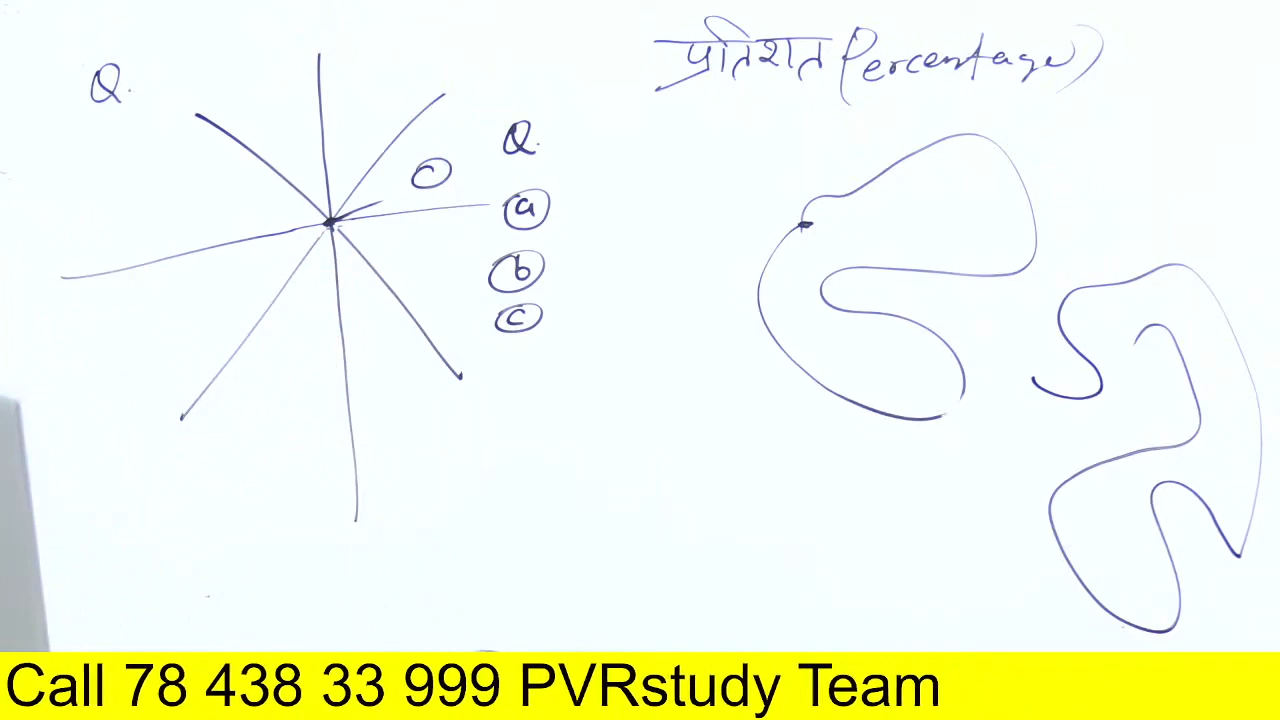 प्रतिशत (Percentage)
Q.
Q.
c
a
b
c
Call 78 438 33 999 PVRstudy Team